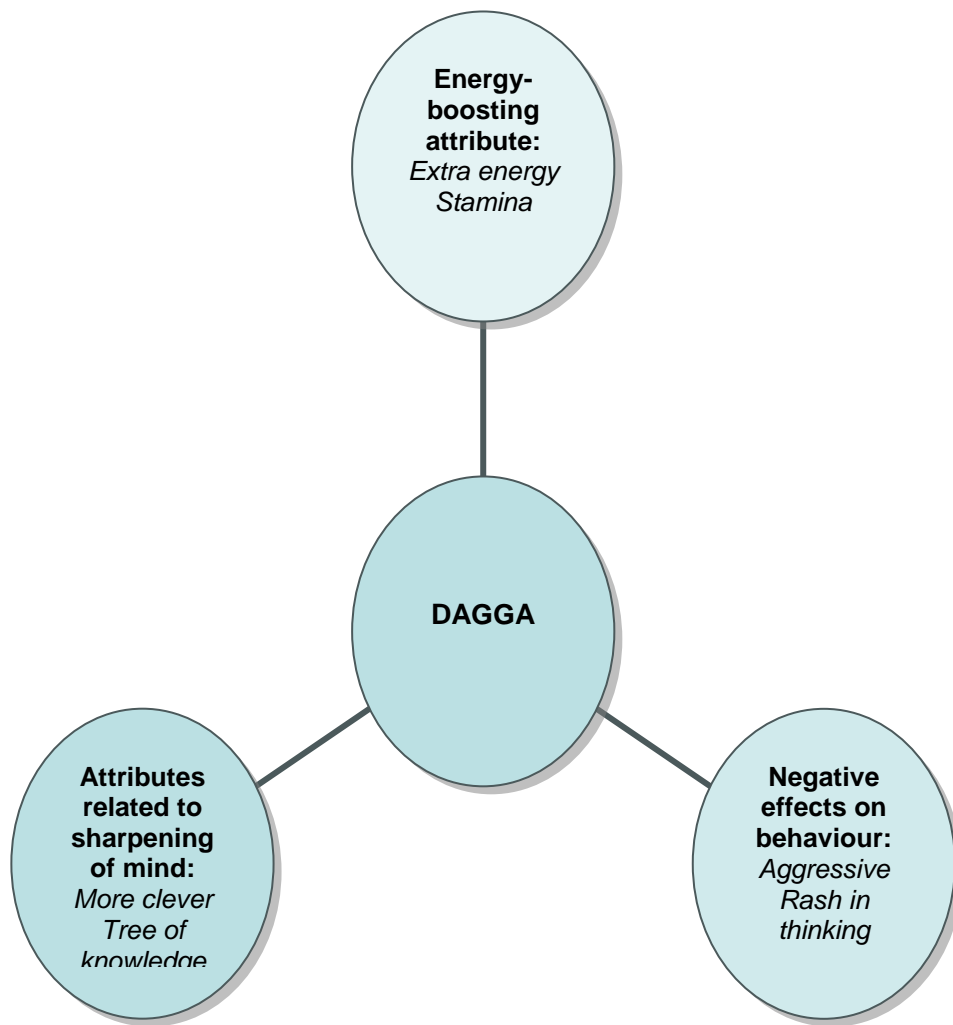 Energy-
boosting
attribute:
Extra energy
Stamina
DAGGA
Attributes
related to
sharpening
of mind:
More clever
Tree of
knowledge
Negative
effects on
behaviour:
Aggressive
Rash in
thinking